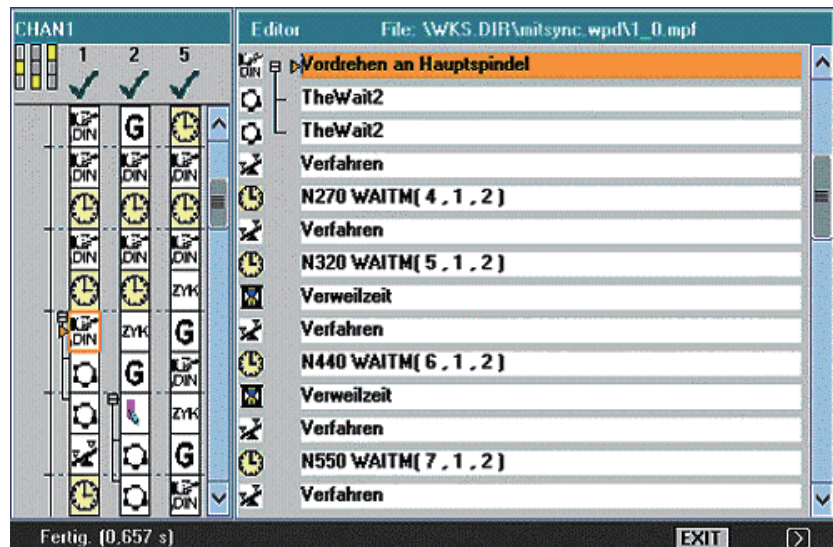 CHAN1
Editor File: \WKS.DIR\mitsync.wpd\1_0.mpf
1 2 5
DIN G
DIN DIN DIN
DIN DIN DIN
ZYK
DIN ZYK G
G DIN
ZYK
G
DIN
DIN Vordrehen an Hauptspindel
TheWait2
TheWait2
Verfahren
N270 WAITM( 4 , 1 , 2 )
Verfahren
N320 WAITM( 5 , 1 , 2 )
Verweilzeit
Verfahren
N440 WAITM( 6 , 1 , 2 )
Verweilzeit
Verfahren
N550 WAITM( 7 , 1 , 2 )
Verfahren
Fertig. (0,657 s) EXIT